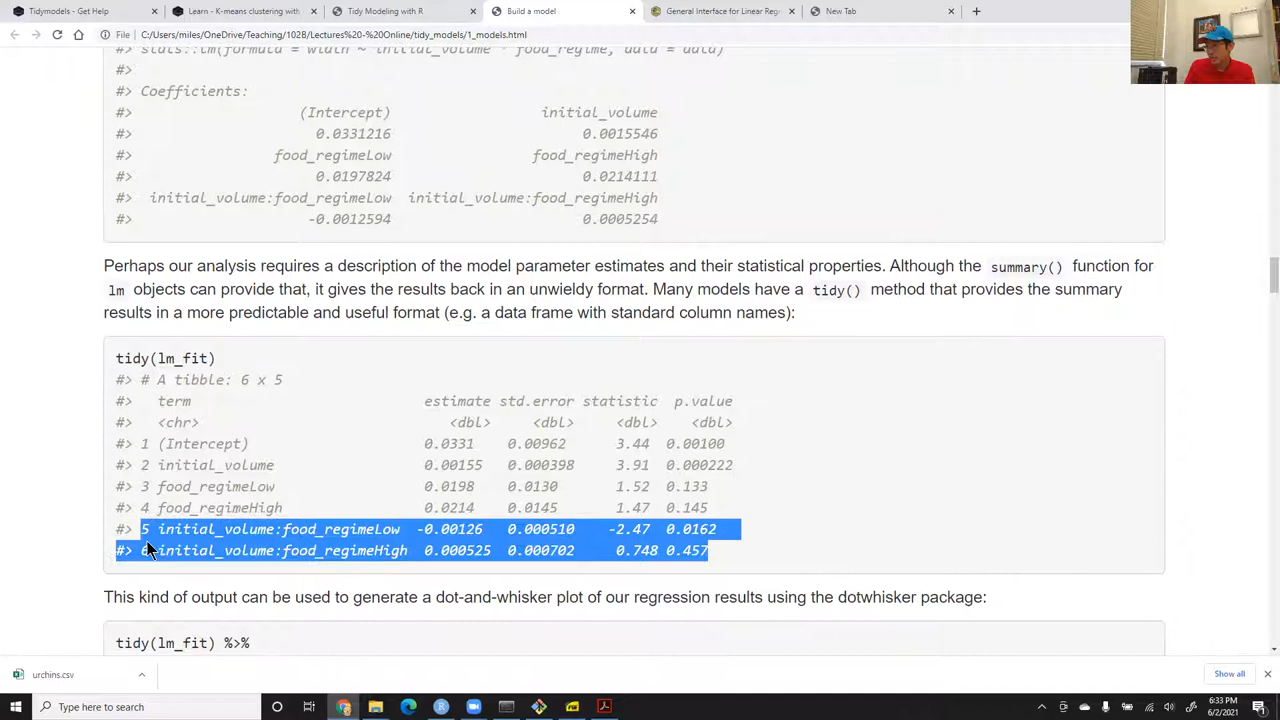 Tidymodels - Get Help
Learn - K-means clustering with
Tidy Modeling with R
Build a model
General Interface for Linear Reg
New Tab
File
C:/Users/miles/OneDrive/Teaching/102B/Lectures%20-%20Online/tidy_models/1_models.html
#> stats::lm(formula = width ~ initial_volume * food_regime, data = data)
#>
#> Coefficients:
#> (Intercept) initial_volume
#> 0.0331216 0.0015546
#> food_regimeLow food_regimeHigh
#> 0.0197824 0.0214111
#> initial_volume:food_regimeLow initial_volume:food_regimeHigh
#> -0.0012594 0.0005254
Perhaps our analysis requires a description of the model parameter estimates and their statistical properties. Although the summary() function for
lm objects can provide that, it gives the results back in an unwieldy format. Many models have a tidy() method that provides the summary
results in a more predictable and useful format (e.g. a data frame with standard column names):
tidy(lm_fit)
#> # A tibble: 6 x 5
#> term estimate std.error statistic p.value
#> <chr> <dbl> <dbl> <dbl> <dbl>
#> 1 (Intercept) 0.0331 0.00962 3.44 0.00100
#> 2 initial_volume 0.00155 0.000398 3.91 0.000222
#> 3 food_regimeLow 0.0198 0.0130 1.52 0.133
#> 4 food_regimeHigh 0.0214 0.0145 1.47 0.145
#> 5 initial_volume:food_regimeLow -0.00126 0.000510 -2.47 0.0162
#> 6 initial_volume:food_regimeHigh 0.000525 0.000702 0.748 0.457
This kind of output can be used to generate a dot-and-whisker plot of our regression results using the dotwhisker package:
tidy(lm_fit) %>%
urchins.csv
Show all
Type here to search
6:33 PM
6/2/2021